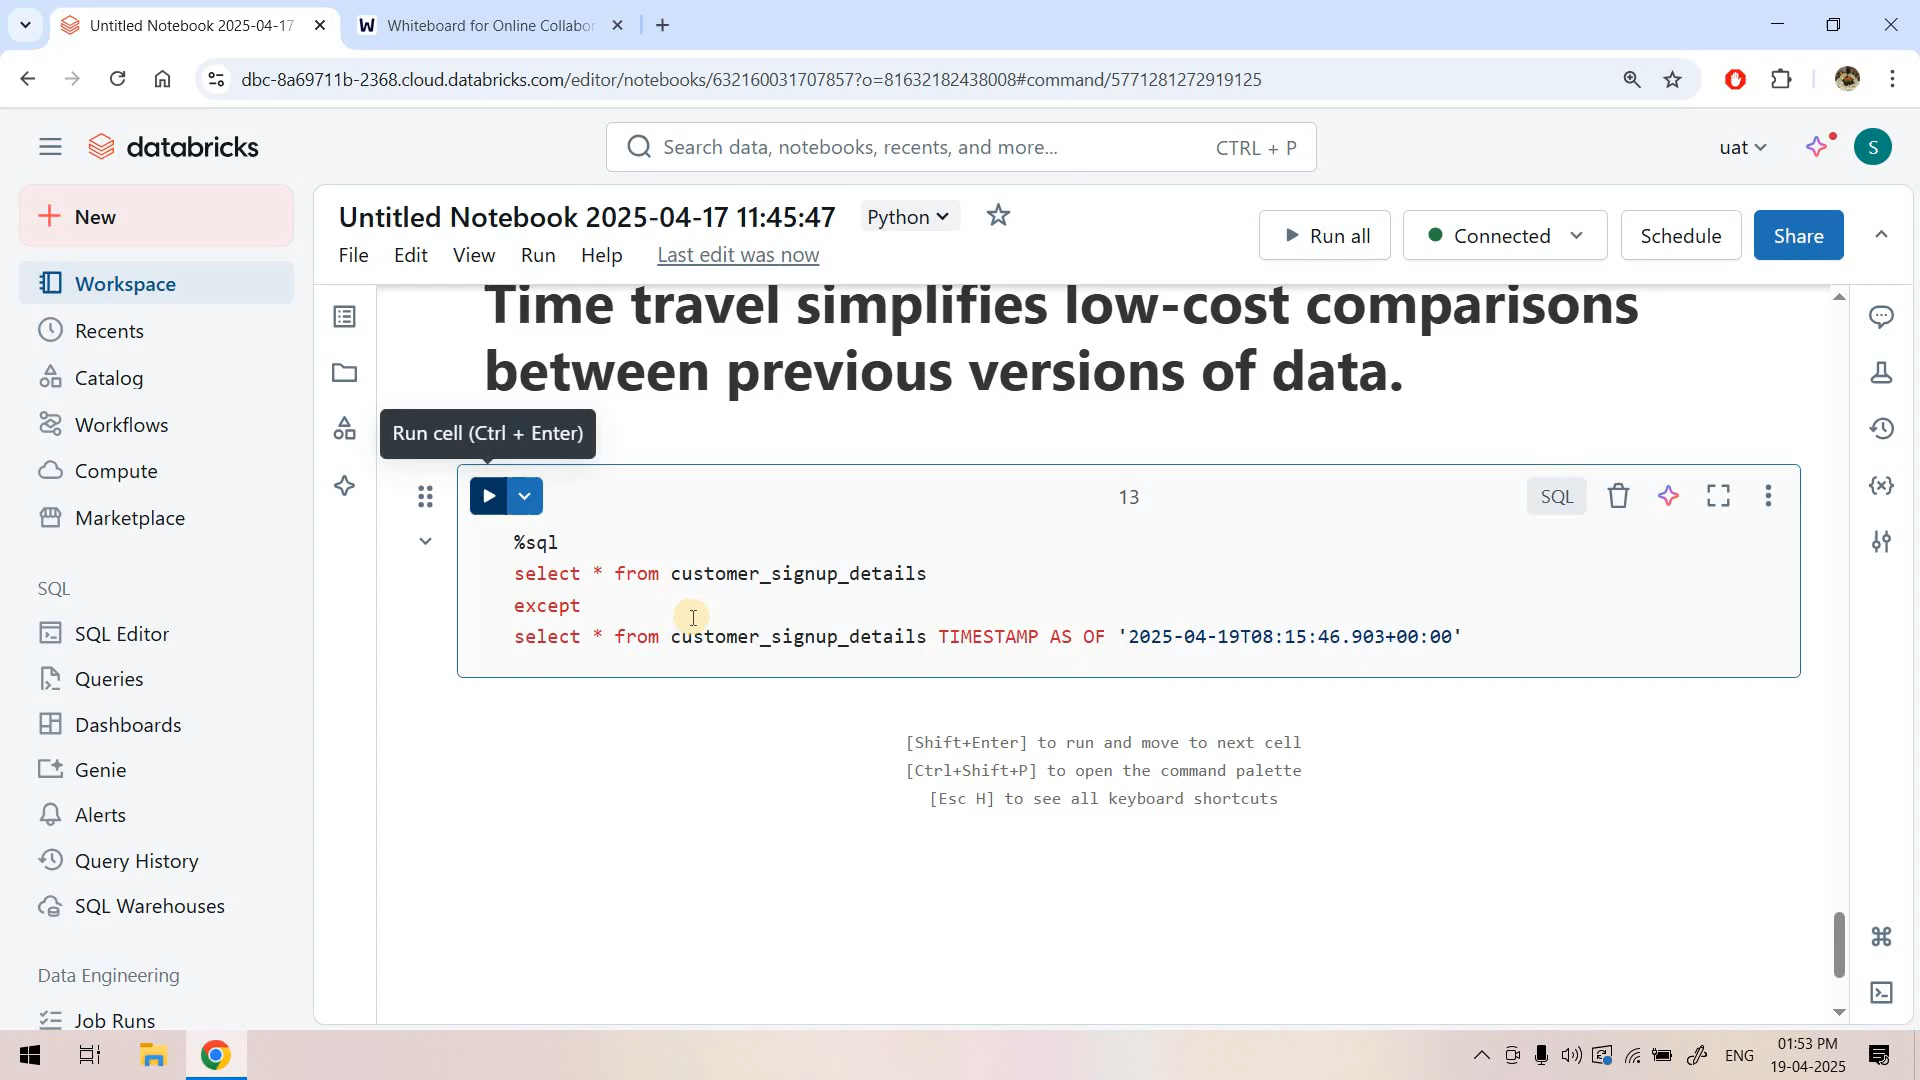 Untitled Notebook 2025-04-17
Whiteboard for Online Collabor
dbc-8a69711b-2368.cloud.databricks.com/editor/notebooks/632160031707857?o=81632182438008#command/5771281272919125
databricks
Search data, notebooks, recents, and more...
CTRL + P
uat
S
New
Workspace
Recents
Catalog
Workflows
Compute
Marketplace
SQL
SQL Editor
Queries
Dashboards
Genie
Alerts
Query History
SQL Warehouses
Data Engineering
Job Runs
Untitled Notebook 2025-04-17 11:45:47
Python
File
Edit
View
Run
Help
Last edit was now
Run all
Connected
Schedule
Share
Time travel simplifies low-cost comparisons
between previous versions of data.
Run cell (Ctrl + Enter)
13
SQL
%sql
select * from customer_signup_details
except
select * from customer_signup_details TIMESTAMP AS OF '2025-04-19T08:15:46.903+00:00'
[Shift+Enter] to run and move to next cell
[Ctrl+Shift+P] to open the command palette
[Esc H] to see all keyboard shortcuts
ENG
01:53 PM
19-04-2025